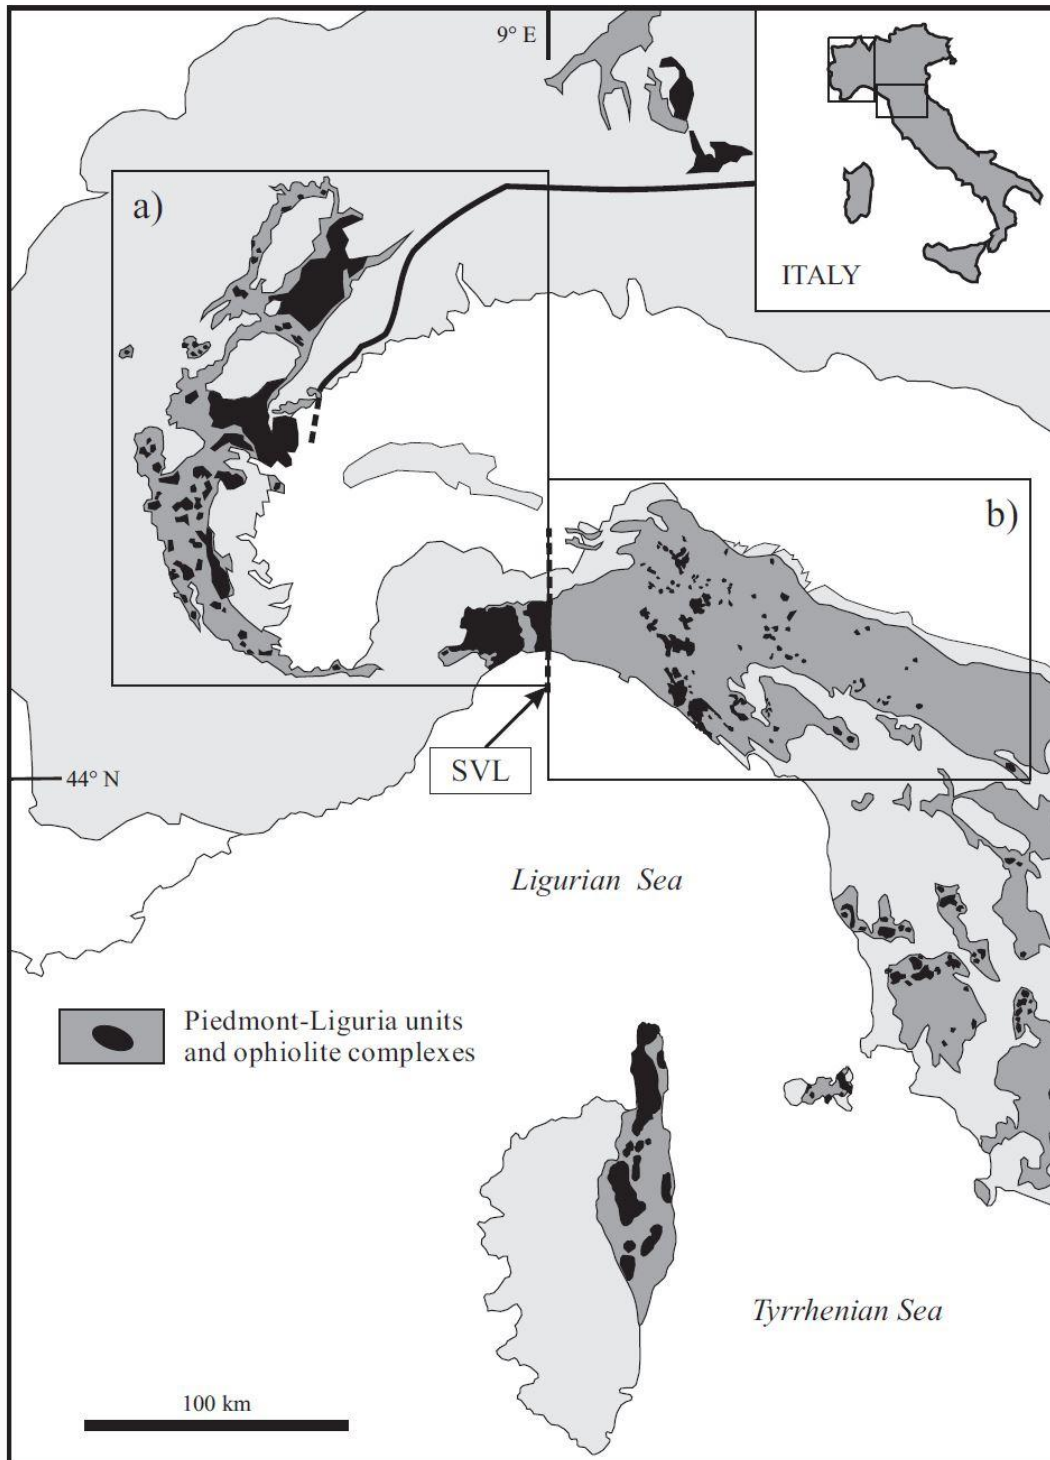 9° E
a)
ITALY
b)
SVL
44° N
Ligurian Sea
Piedmont-Liguria units
and ophiolite complexes
Tyrrhenian Sea
100 km